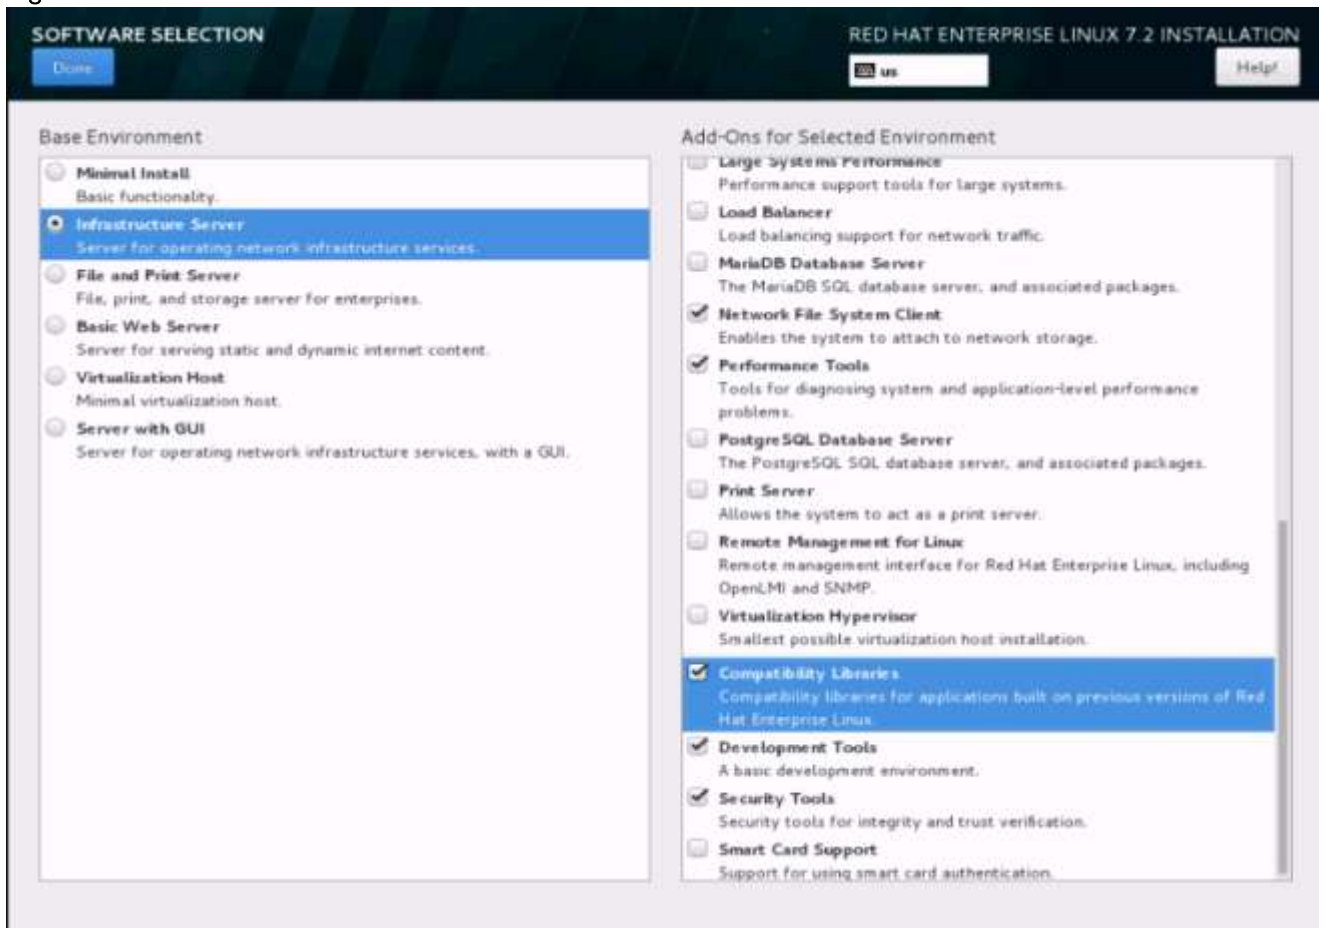 SOFTWARE SELECTION
RED HAT ENTERPRISE LINUX 7.2 INSTALLATION
Done
us
Help!
Base Environment
Minimal Install
Basic functionality.
Infrastructure Server
Server for operating network infrastructure services.
File and Print Server
File, print, and storage server for enterprises.
Basic Web Server
Server for serving static and dynamic internet content.
Virtualization Host
Minimal virtualization host.
Server with GUI
Server for operating network infrastructure services, with a GUI.
Add-Ons for Selected Environment
Large Systems Performance
Performance support tools for large systems.
Load Balancer
Load balancing support for network traffic.
MariaDB Database Server
The MariaDB SQL database server, and associated packages.
Network File System Client
Enables the system to attach to network storage.
Performance Tools
Tools for diagnosing system and application-level performance
problems.
PostgreSQL Database Server
The PostgreSQL SQL database server, and associated packages.
Print Server
Allows the system to act as a print server.
Remote Management for Linux
Remote management interface for Red Hat Enterprise Linux, including
OpenLMI and SNMP.
Virtualization Hypervisor
Smallest possible virtualization host installation.
Compatibility Libraries
Compatibility libraries for applications built on previous versions of Red
Hat Enterprise Linux.
Development Tools
A basic development environment.
Security Tools
Security tools for integrity and trust verification.
Smart Card Support
Support for using smart card authentication.